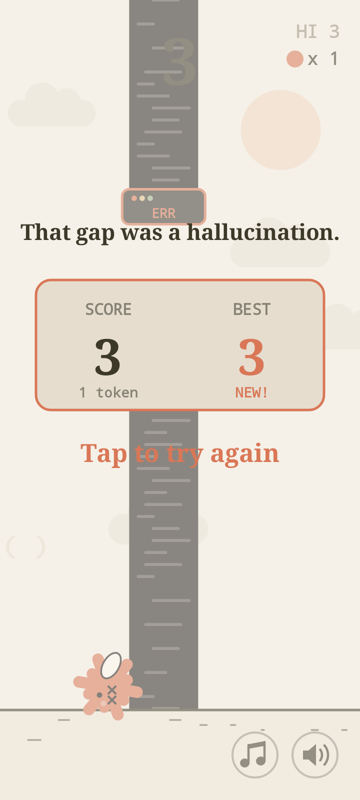 HI 3
x 1
3
ERR
That gap was a hallucination.
SCORE BEST
3 3
1 token NEW!
Tap to try again
( )